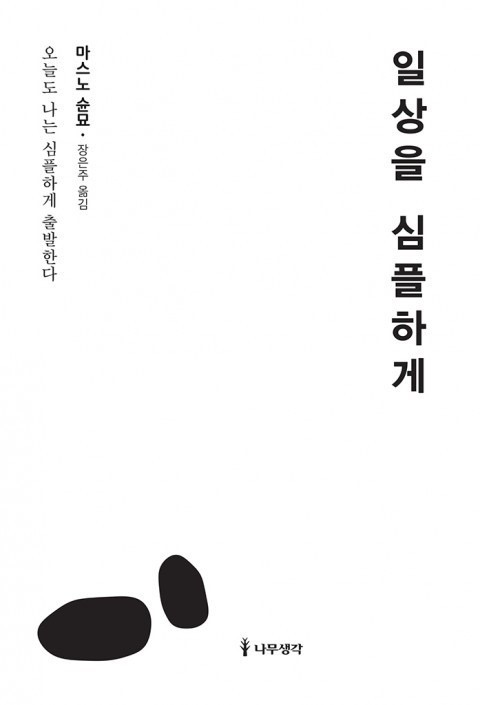 일상을 심플하게
마스노 슌묘 · 장은주 옮김
오늘도 나는 심플하게 출발한다
나무생각